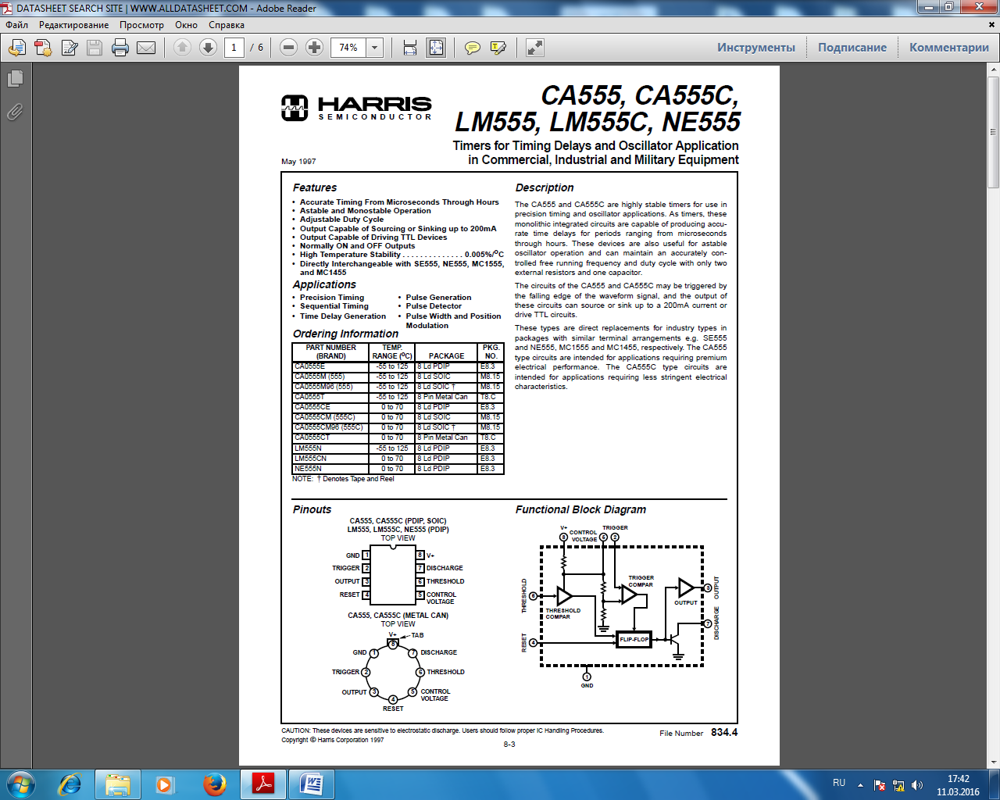 DATASHEET SEARCH SITE | WWW.ALLDATASHEET.COM - Adobe Reader
Файл Редактирование Просмотр Окно Справка
1 / 6 74% Инструменты Подписание Комментарии
HARRIS
SEMICONDUCTOR
CA555, CA555C,
LM555, LM555C, NE555
Timers for Timing Delays and Oscillator Application
in Commercial, Industrial and Military Equipment
May 1997
Features
• Accurate Timing From Microseconds Through Hours
• Astable and Monostable Operation
• Adjustable Duty Cycle
• Output Capable of Sourcing or Sinking up to 200mA
• Output Capable of Driving TTL Devices
• Normally ON and OFF Outputs
• High Temperature Stability . . . . . . . . . . . . . . 0.005%/°C
• Directly Interchangeable with SE555, NE555, MC1555,
and MC1455
Applications
• Precision Timing
• Sequential Timing
• Time Delay Generation
• Pulse Generation
• Pulse Detector
• Pulse Width and Position
Modulation
Ordering Information
PART NUMBER (BRAND) TEMP. RANGE (°C) PACKAGE PKG. NO.
CA0555E -55 to 125 8 Ld PDIP E8.3
CA0555M (555) -55 to 125 8 Ld SOIC M8.15
CA0555M96 (555) -55 to 125 8 Ld SOIC † M8.15
CA0555T -55 to 125 8 Pin Metal Can T8.C
CA0555CE 0 to 70 8 Ld PDIP E8.3
CA0555CM (555C) 0 to 70 8 Ld SOIC M8.15
CA0555CM96 (555C) 0 to 70 8 Ld SOIC † M8.15
CA0555CT 0 to 70 8 Pin Metal Can T8.C
LM555N -55 to 125 8 Ld PDIP E8.3
LM555CN 0 to 70 8 Ld PDIP E8.3
NE555N 0 to 70 8 Ld PDIP E8.3
NOTE: † Denotes Tape and Reel
Description
The CA555 and CA555C are highly stable timers for use in
precision timing and oscillator applications. As timers, these
monolithic integrated circuits are capable of producing accu-
rate time delays for periods ranging from microseconds
through hours. These devices are also useful for astable
oscillator operation and can maintain an accurately con-
trolled free running frequency and duty cycle with only two
external resistors and one capacitor.
The circuits of the CA555 and CA555C may be triggered by
the falling edge of the waveform signal, and the output of
these circuits can source or sink up to a 200mA current or
drive TTL circuits.
These types are direct replacements for industry types in
packages with similar terminal arrangements e.g. SE555
and NE555, MC1555 and MC1455, respectively. The CA555
type circuits are intended for applications requiring premium
electrical performance. The CA555C type circuits are
intended for applications requiring less stringent electrical
characteristics.
Pinouts
CA555, CA555C (PDIP, SOIC)
LM555, LM555C, NE555 (PDIP)
TOP VIEW
GND 1 8 V+
TRIGGER 2 7 DISCHARGE
OUTPUT 3 6 THRESHOLD
RESET 4 5 CONTROL
VOLTAGE
CA555, CA555C (METAL CAN)
TOP VIEW
V+ TAB
8
GND 1 7 DISCHARGE
TRIGGER 2 6 THRESHOLD
OUTPUT 3 5 CONTROL
VOLTAGE
4
RESET
Functional Block Diagram
V+ CONTROL TRIGGER
8 VOLTAGE 6 2
THRESHOLD 6
THRESHOLD
COMPAR
TRIGGER
COMPAR
OUTPUT
3 OUTPUT
7 DISCHARGE
RESET 4
FLIP-FLOP
1
GND
CAUTION: These devices are sensitive to electrostatic discharge. Users should follow proper IC Handling Procedures.
Copyright © Harris Corporation 1997
8-3
File Number 834.4
RU
17:42
11.03.2016